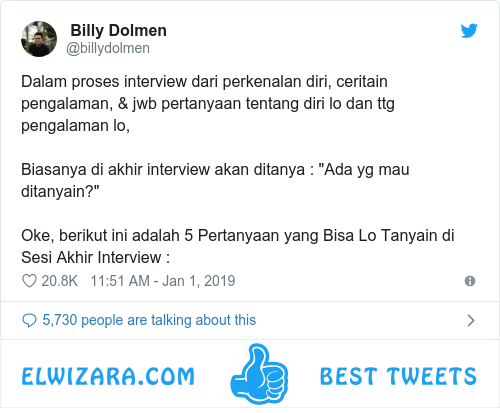 Billy Dolmen
@billydolmen
Dalam proses interview dari perkenalan diri, ceritain
pengalaman, & jwb pertanyaan tentang diri lo dan ttg
pengalaman lo,
Biasanya di akhir interview akan ditanya : "Ada yg mau
ditanyain?"
Oke, berikut ini adalah 5 Pertanyaan yang Bisa Lo Tanyain di
Sesi Akhir Interview :
20.8K 11:51 AM - Jan 1, 2019
5,730 people are talking about this
ELWIZARA.COM BEST TWEETS